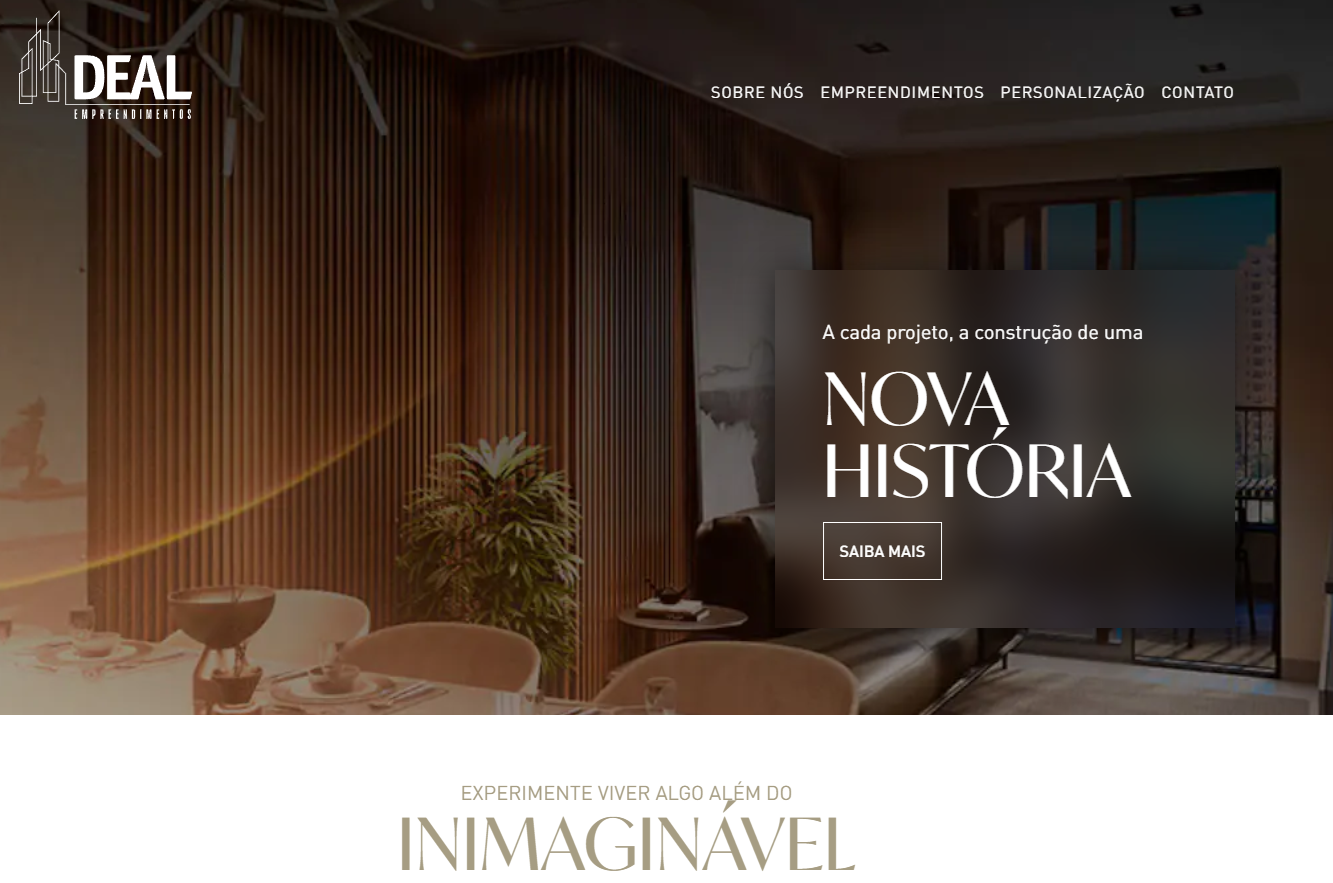 DEAL
EMPREENDIMENTOS
SOBRE NÓS EMPREENDIMENTOS PERSONALIZAÇÃO CONTATO
A cada projeto, a construção de uma
NOVA
HISTÓRIA
SAIBA MAIS
EXPERIMENTE VIVER ALGO ALÉM DO
INIMAGINÁVEL